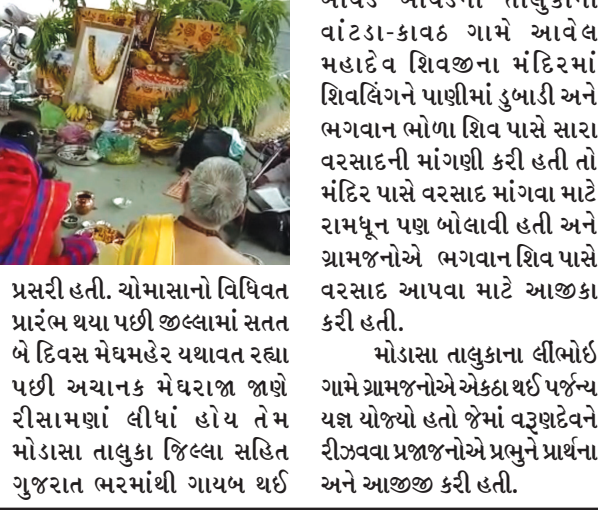 પ્રસરી હતી. ચોમાસાનો વિધિવત
પ્રારંભ થયા પછી જીલ્લામાં સતત
બે દિવસ મેઘમહેર યથાવત રહ્યા
પછી અચાનક મેઘરાજા જાણે
રીસામણાં લીધાં હોય તેમ
મોડાસા તાલુકા જિલ્લા સહિત
ગુજરાત ભરમાંથી ગાયબ થઈ
વાંટડા-કાવઠ ગામે આવેલ
મહાદેવ શિવજીના મંદિરમાં
શિવલિંગને પાણીમાં ડુબાડી અને
ભગવાન ભોળા શિવ પાસે સારા
વરસાદની માંગણી કરી હતી તો
મંદિર પાસે વરસાદ માંગવા માટે
રામધૂન પણ બોલાવી હતી અને
ગ્રામજનોએ ભગવાન શિવ પાસે
વરસાદ આપવા માટે આજીકા
કરી હતી.
મોડાસા તાલુકાના લીંભોઇ
ગામે ગ્રામજનોએ એકઠા થઈ પર્જન્ય
યજ્ઞ યોજ્યો હતો જેમાં વરૂણદેવને
રીઝવવા પ્રજાજનોએ પ્રભુને પ્રાર્થના
અને આજીજી કરી હતી.